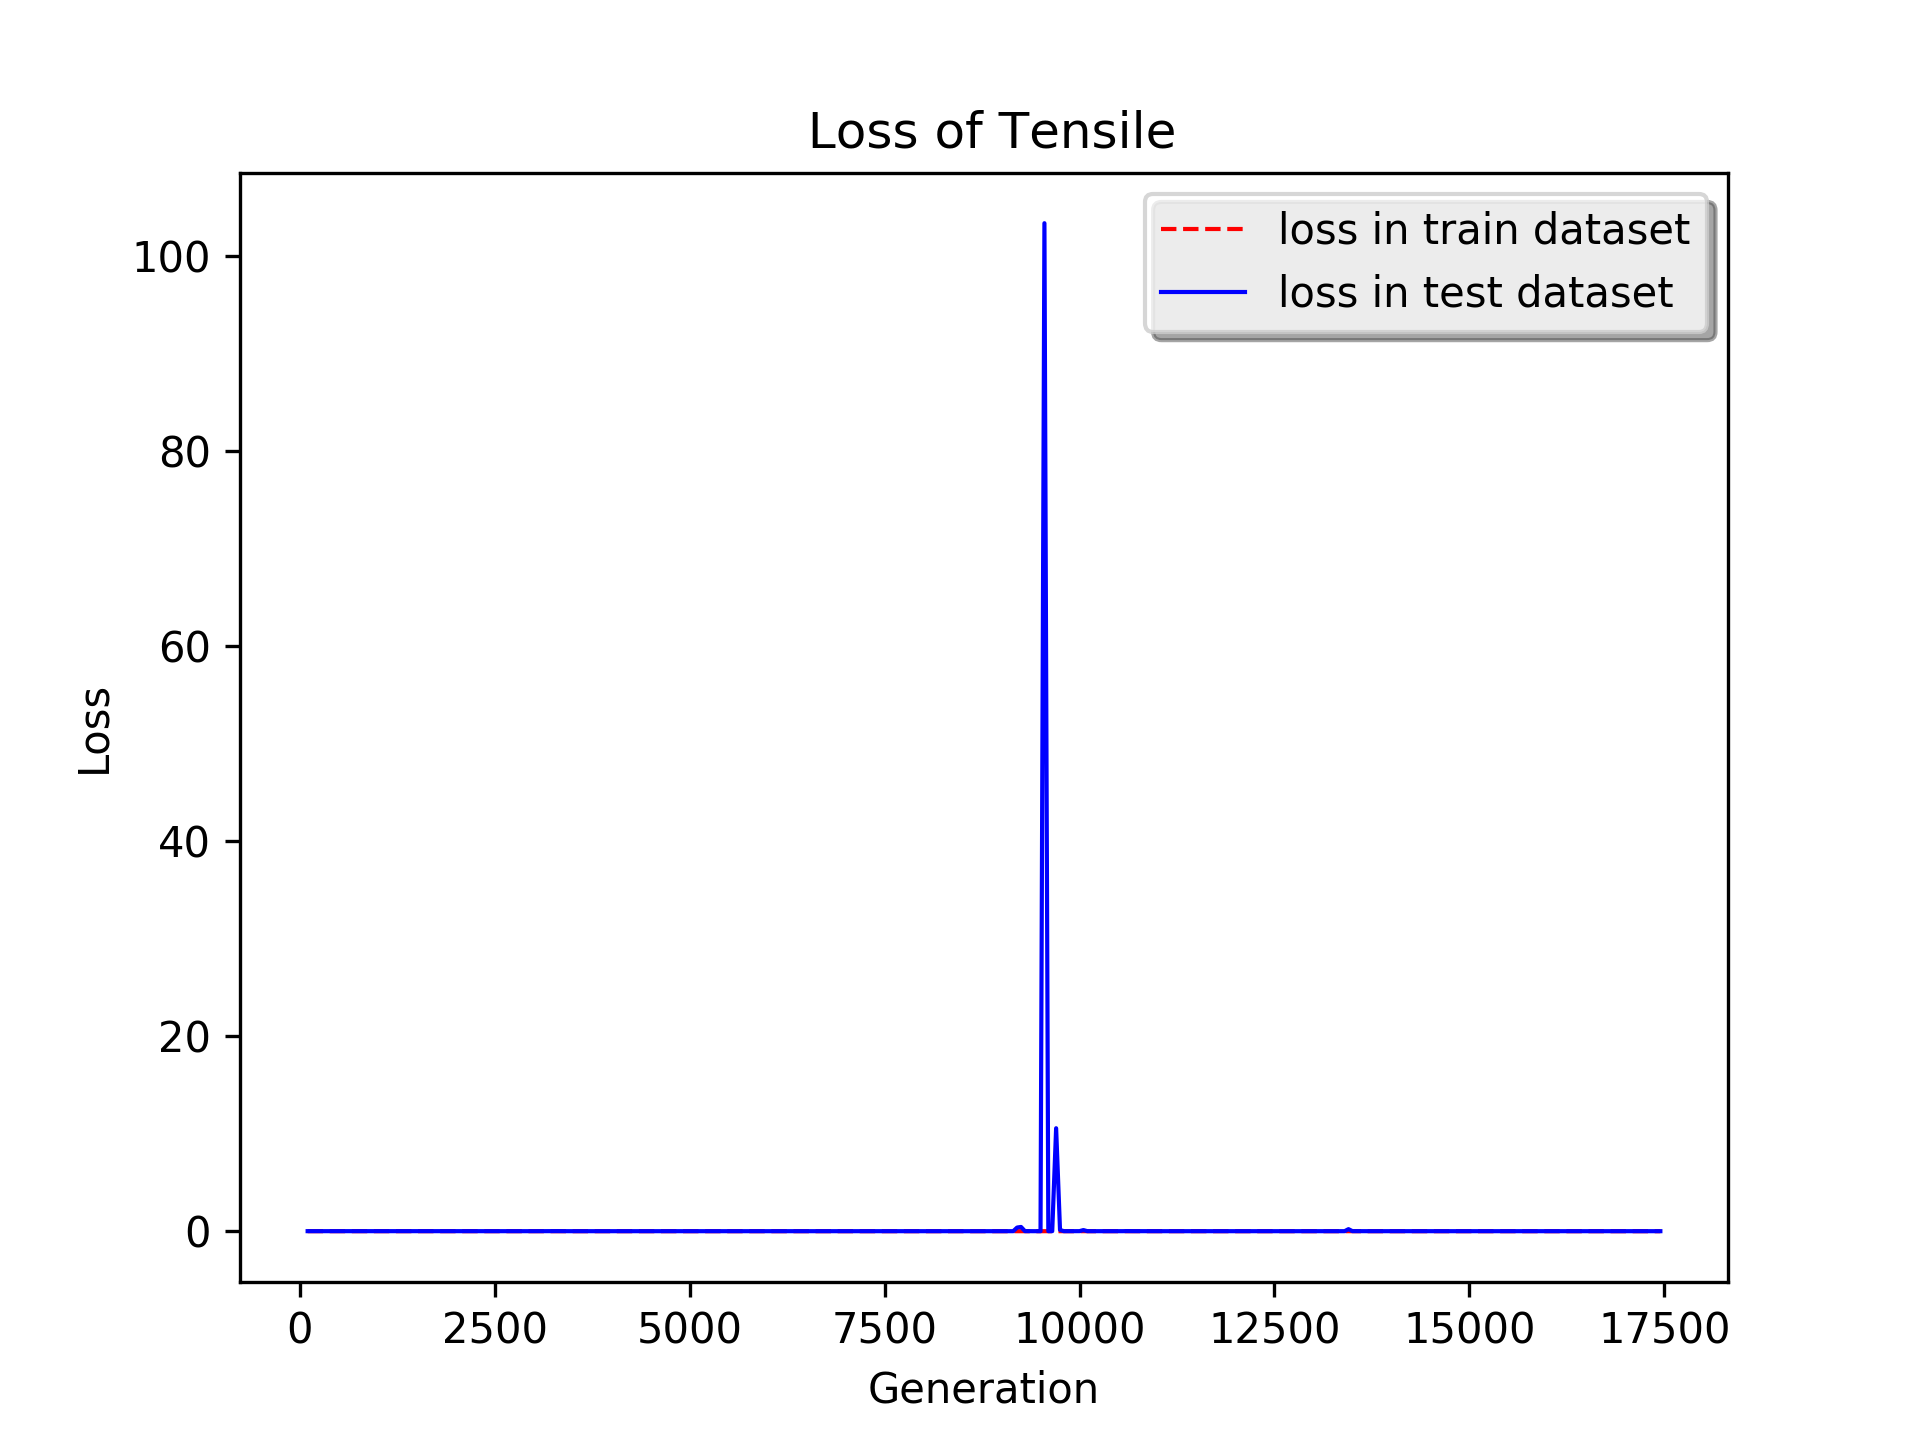 Loss of Tensile
loss in train dataset
loss in test dataset
100
80
60
40
20
0
Loss
0 2500 5000 7500 10000 12500 15000 17500
Generation